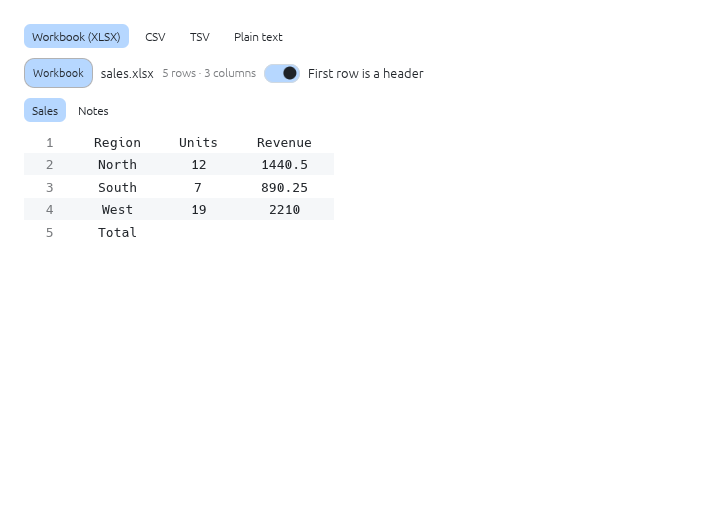 Workbook (XLSX) CSV TSV Plain text
Workbook sales.xlsx 5 rows · 3 columns First row is a header
Sales Notes
1 Region Units Revenue
2 North 12 1440.5
3 South 7 890.25
4 West 19 2210
5 Total